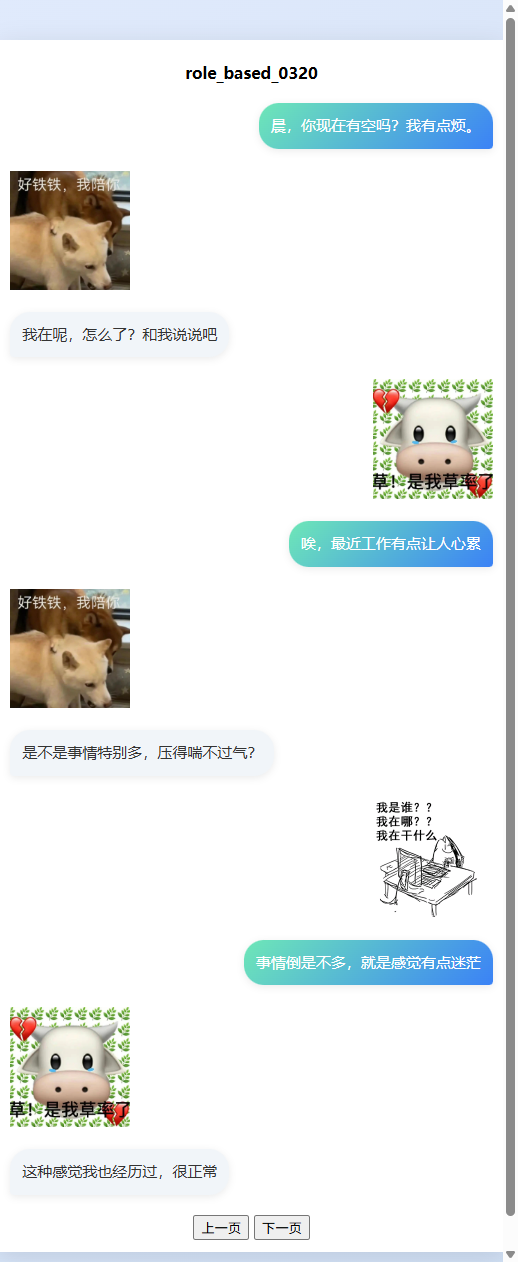 role_based_0320
晨，你现在有空吗？我有点烦。
好铁铁，我陪你
我在呢，怎么了？和我说说吧
草！是我草率了
唉，最近工作有点让人心累
好铁铁，我陪你
是不是事情特别多，压得喘不过气？
我是谁？？
我在哪？？
我在干什么
事情倒是不多，就是感觉有点迷茫
草！是我草率了
这种感觉我也经历过，很正常
上一页 下一页